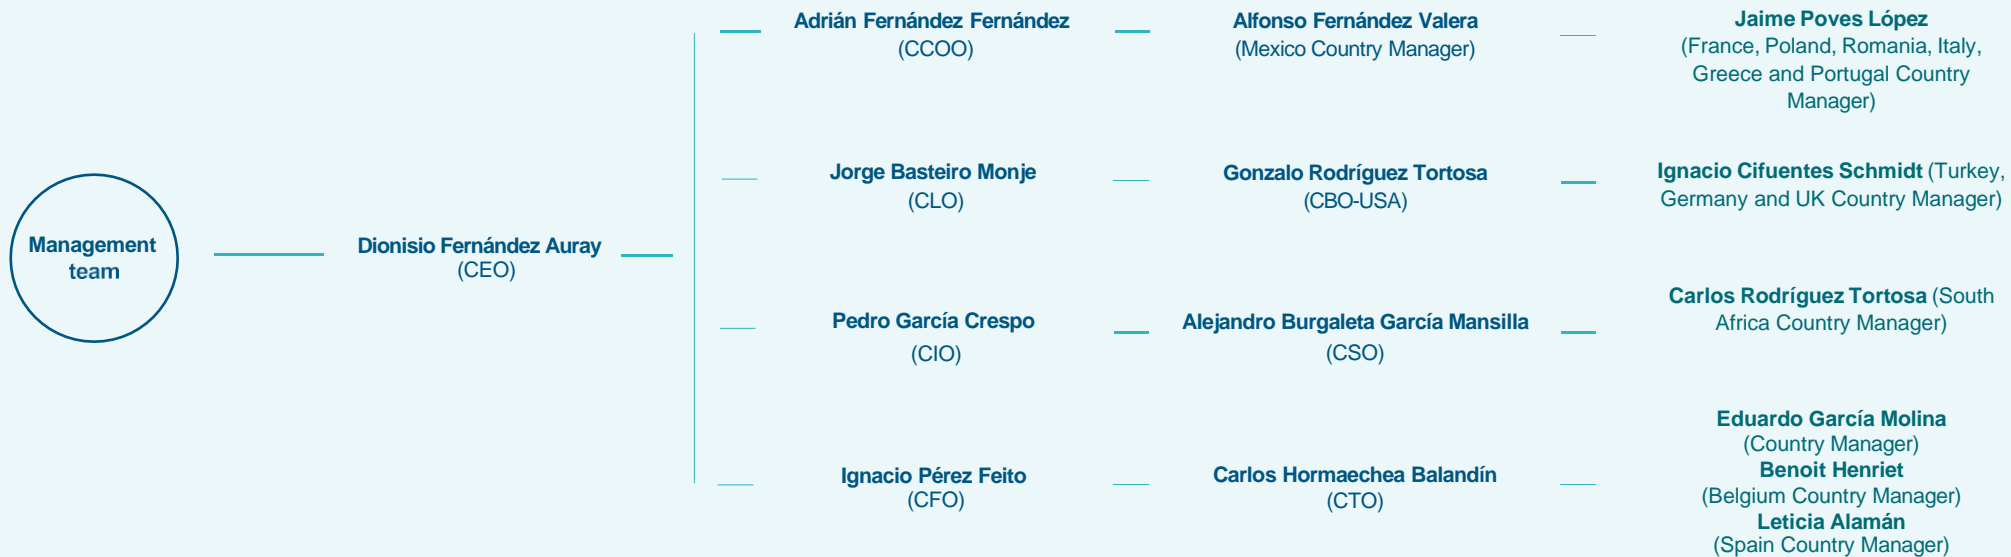 Management
team
Dionisio Fernández Auray
(CEO)
Adrián Fernández Fernández
(CCOO)
Alfonso Fernández Valera
(Mexico Country Manager)
Jaime Poves López
(France, Poland, Romania, Italy,
Greece and Portugal Country
Manager)
Jorge Basteiro Monje
(CLO)
Gonzalo Rodríguez Tortosa
(CBO-USA)
Ignacio Cifuentes Schmidt (Turkey,
Germany and UK Country Manager)
Pedro García Crespo
(CIO)
Alejandro Burgaleta García Mansilla
(CSO)
Carlos Rodríguez Tortosa (South
Africa Country Manager)
Ignacio Pérez Feito
(CFO)
Carlos Hormaechea Balandín
(CTO)
Eduardo García Molina
(Country Manager)
Benoit Henriet
(Belgium Country Manager)
Leticia Alamán
(Spain Country Manager)